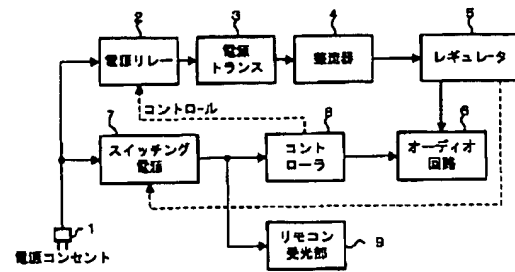 2
3
4
5
電源リレー
電源
トランス
整流器
レギュレータ
コントロール
7
8
6
スイッチング
電源
コント
ローラ
オーディオ
回路
1
電源コンセント
リモコン
受光部
9